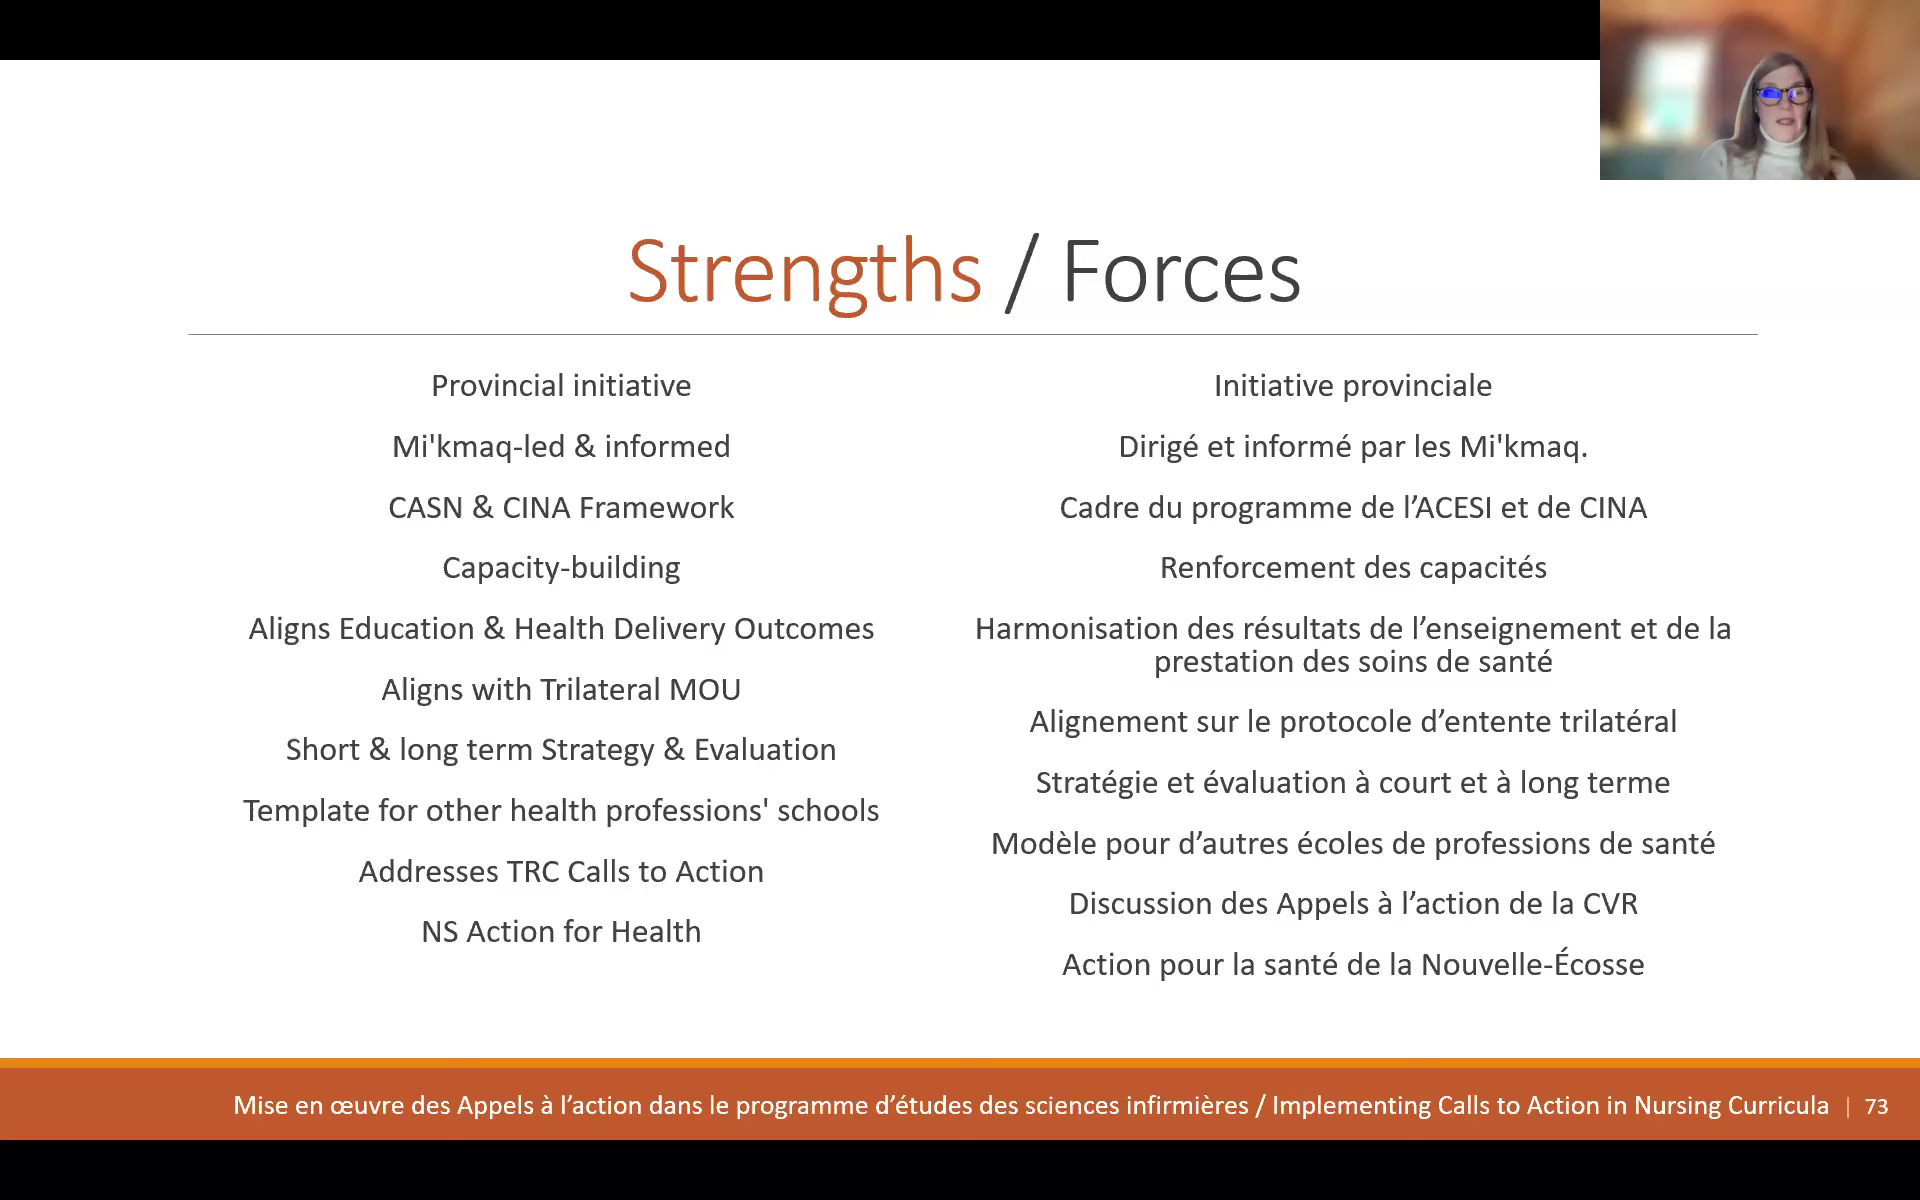 Strengths / Forces
Provincial initiative
Mi'kmaq-led & informed
CASN & CINA Framework
Capacity-building
Aligns Education & Health Delivery Outcomes
Aligns with Trilateral MOU
Short & long term Strategy & Evaluation
Template for other health professions' schools
Addresses TRC Calls to Action
NS Action for Health
Initiative provinciale
Dirigé et informé par les Mi'kmaq.
Cadre du programme de l’ACESI et de CINA
Renforcement des capacités
Harmonisation des résultats de l’enseignement et de la
prestation des soins de santé
Alignement sur le protocole d’entente trilatéral
Stratégie et évaluation à court et à long terme
Modèle pour d’autres écoles de professions de santé
Discussion des Appels à l’action de la CVR
Action pour la santé de la Nouvelle-Écosse
Mise en œuvre des Appels à l’action dans le programme d’études des sciences infirmières / Implementing Calls to Action in Nursing Curricula | 73